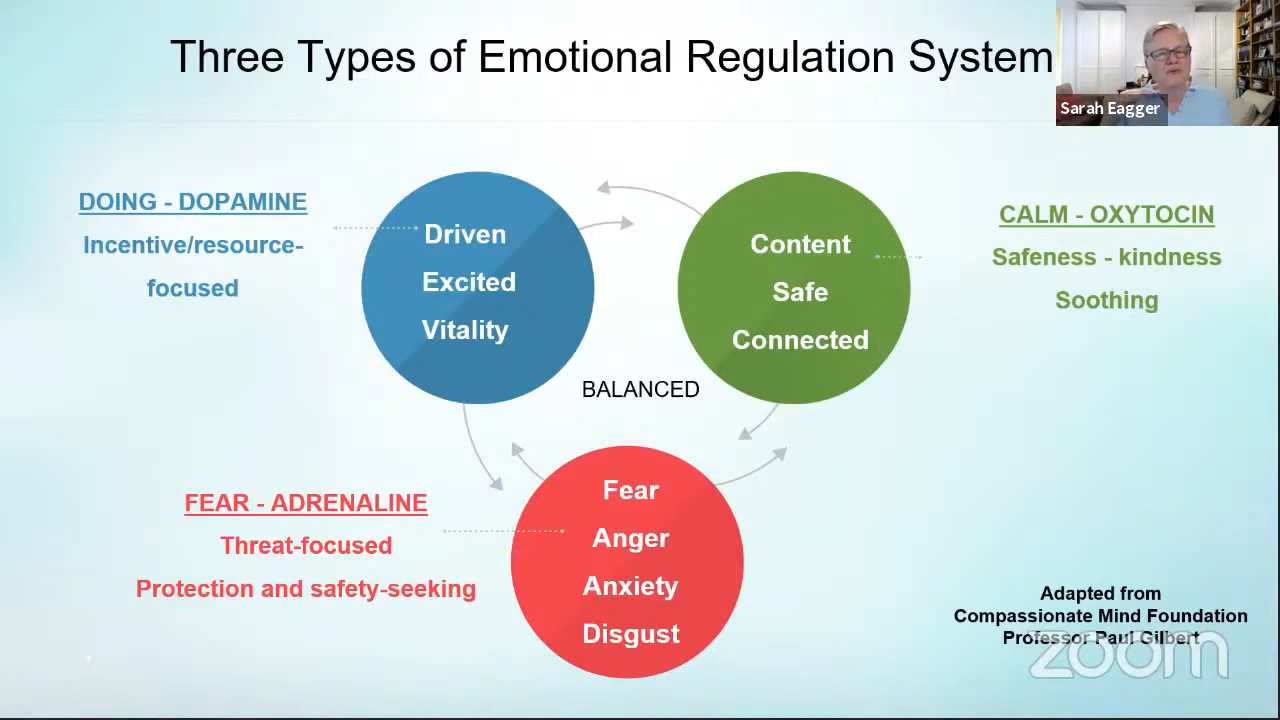 Three Types of Emotional Regulation System
Sarah Eagger
DOING - DOPAMINE
Incentive/resource-
focused
Driven
Excited
Vitality
Content
Safe
Connected
CALM - OXYTOCIN
Safeness - kindness
Soothing
BALANCED
FEAR - ADRENALINE
Threat-focused
Protection and safety-seeking
Fear
Anger
Anxiety
Disgust
Adapted from
Compassionate Mind Foundation
Professor Paul Gilbert
zoom